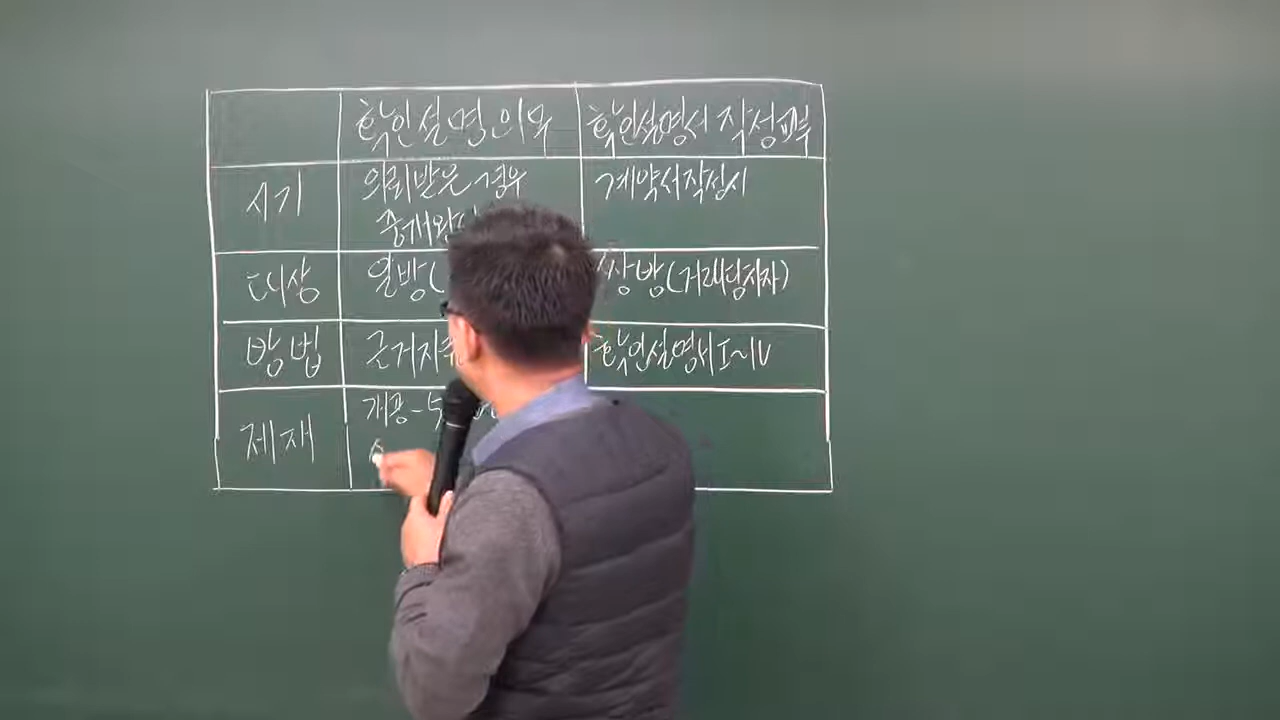 확인설명의무
확인설명서 작성교부
시기
의뢰받은 경우
중개완
계약서작성시
대상
일방(
쌍방(거래당사자)
방법
근거자료
확인설명서 I~IV
제재
개공-